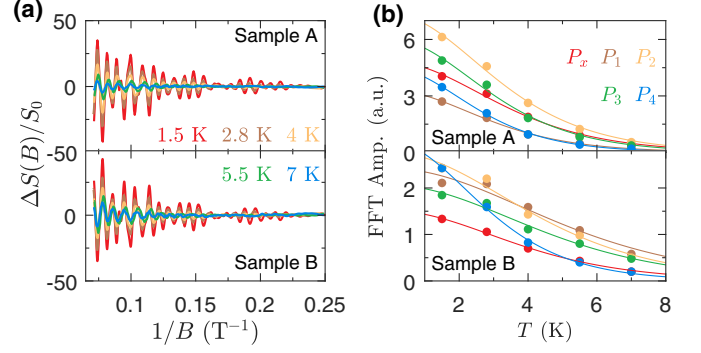 (a)
50
Sample A
0
1.5 K 2.8 K 4 K
-50
5.5 K 7 K
0
Sample B
-50
0.1 0.15 0.2 0.25
1/B (T⁻¹)
ΔS(B)/S₀
(b)
6
Pₓ P₁ P₂
P₃ P₄
3
Sample A
0
2
1
Sample B
0
2 4 6 8
T (K)
FFT Amp. (a.u.)